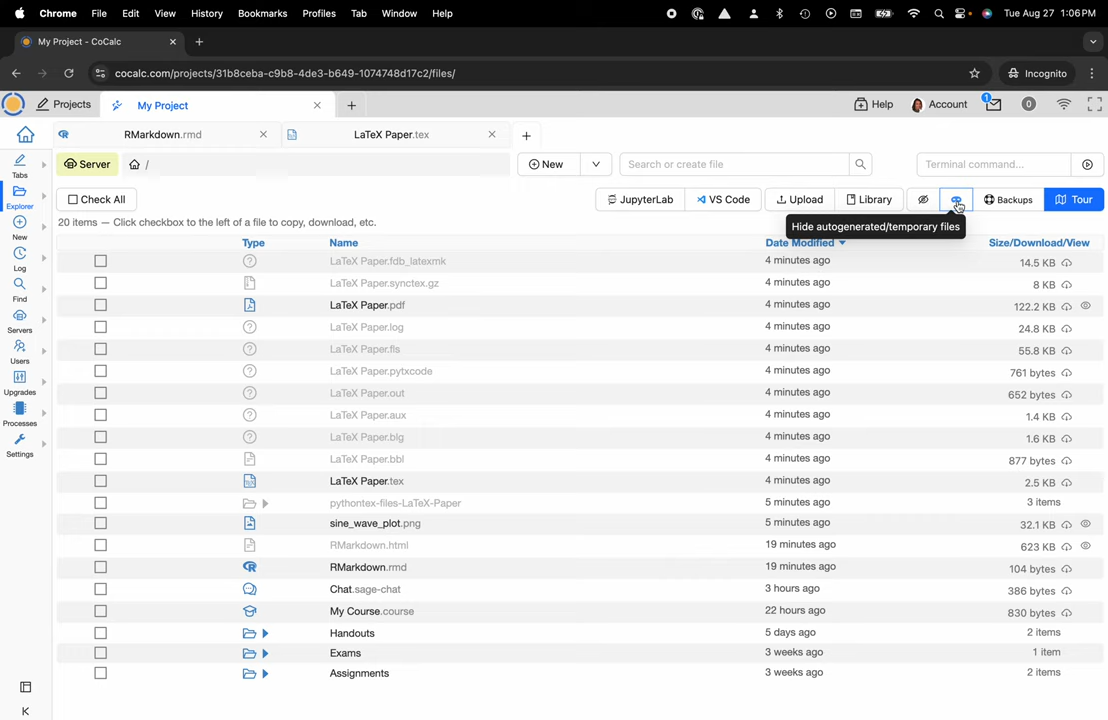 Chrome File Edit View History Bookmarks Profiles Tab Window Help Tue Aug 27 1:06 PM
My Project - CoCalc
cocalc.com/projects/31b8ceba-c9b8-4de3-b649-1074748d17c2/files/ Incognito
Projects My Project Help Account 1 0
RMarkdown.rmd LaTeX Paper.tex
Server / New Search or create file Terminal command...
Check All JupyterLab VS Code Upload Library Backups Tour
20 items — Click checkbox to the left of a file to copy, download, etc.
Hide autogenerated/temporary files
Tabs
Explorer
New
Log
Find
Servers
Users
Upgrades
Processes
Settings
Type Name Date Modified Size/Download/View
LaTeX Paper.fdb_latexmk 4 minutes ago 14.5 KB
LaTeX Paper.synctex.gz 4 minutes ago 8 KB
LaTeX Paper.pdf 4 minutes ago 122.2 KB
LaTeX Paper.log 4 minutes ago 24.8 KB
LaTeX Paper.fls 4 minutes ago 55.8 KB
LaTeX Paper.pytxcode 4 minutes ago 761 bytes
LaTeX Paper.out 4 minutes ago 652 bytes
LaTeX Paper.aux 4 minutes ago 1.4 KB
LaTeX Paper.blg 4 minutes ago 1.6 KB
LaTeX Paper.bbl 4 minutes ago 877 bytes
LaTeX Paper.tex 4 minutes ago 2.5 KB
pythontex-files-LaTeX-Paper 5 minutes ago 3 items
sine_wave_plot.png 5 minutes ago 32.1 KB
RMarkdown.html 19 minutes ago 623 KB
RMarkdown.rmd 19 minutes ago 104 bytes
Chat.sage-chat 3 hours ago 386 bytes
My Course.course 22 hours ago 830 bytes
Handouts 5 days ago 2 items
Exams 3 weeks ago 1 item
Assignments 3 weeks ago 2 items